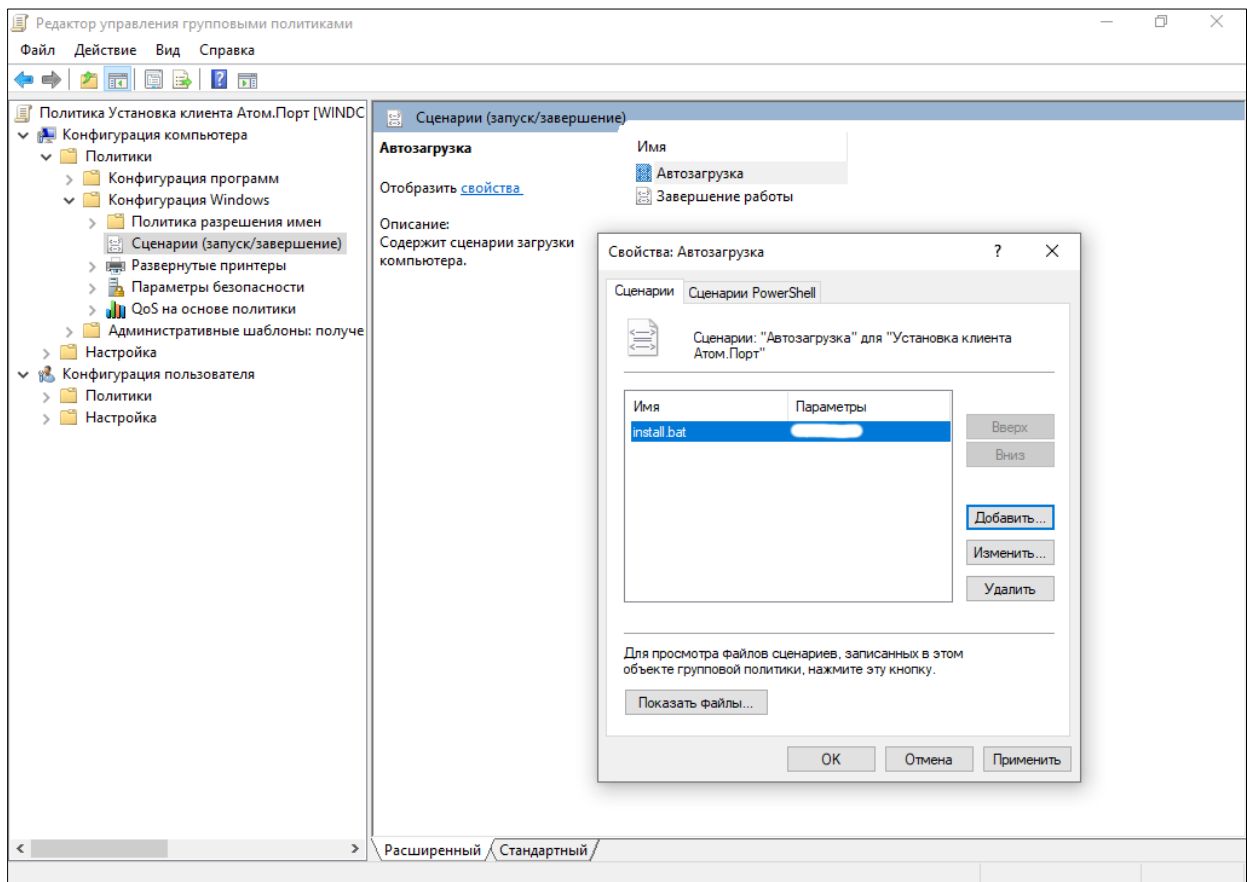 Редактор управления групповыми политиками
Файл Действие Вид Справка
Политика Установка клиента Атом.Порт [WINDC
Конфигурация компьютера
Политики
Конфигурация программ
Конфигурация Windows
Политика разрешения имен
Сценарии (запуск/завершение)
Развернутые принтеры
Параметры безопасности
QoS на основе политики
Административные шаблоны: получе
Настройка
Конфигурация пользователя
Политики
Настройка
Сценарии (запуск/завершение)
Автозагрузка
Отобразить свойства
Описание:
Содержит сценарии загрузки
компьютера.
Имя
Автозагрузка
Завершение работы
Свойства: Автозагрузка
?
Сценарии Сценарии PowerShell
Сценарии: "Автозагрузка" для "Установка клиента
Атом.Порт"
Имя Параметры
install.bat
Вверх
Вниз
Добавить...
Изменить...
Удалить
Для просмотра файлов сценариев, записанных в этом
объекте групповой политики, нажмите эту кнопку.
Показать файлы...
OK Отмена Применить
Расширенный Стандартный